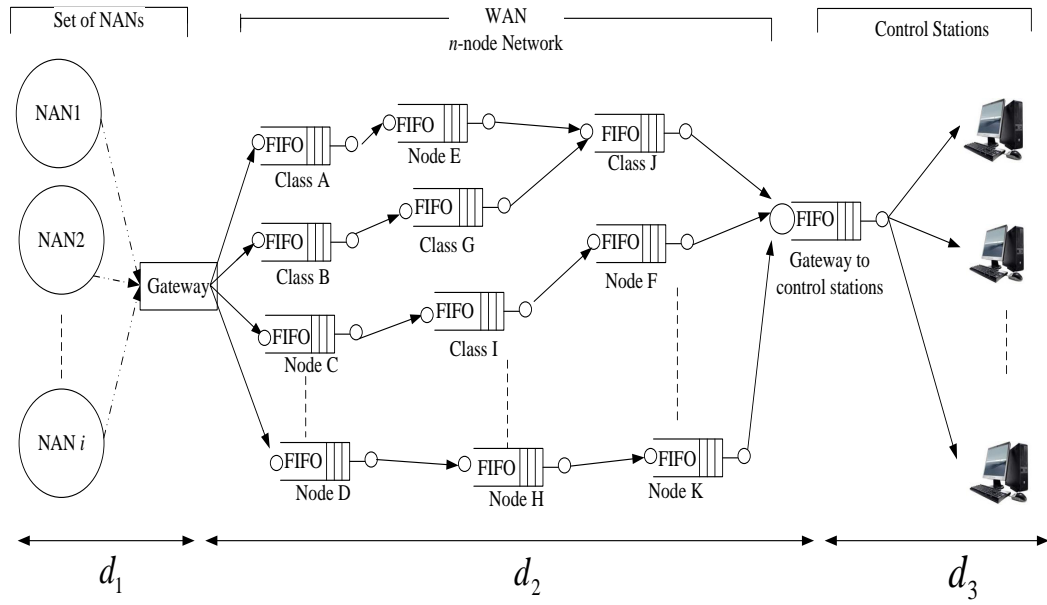 Set of NANs
WAN
n-node Network
Control Stations
NAN1
NAN2
NAN i
Gateway
FIFO
Class A
FIFO
Node E
FIFO
Class J
FIFO
Class B
FIFO
Class G
FIFO
Node F
FIFO
Gateway to
control stations
FIFO
Node C
FIFO
Class I
FIFO
Node D
FIFO
Node H
FIFO
Node K
d1
d2
d3